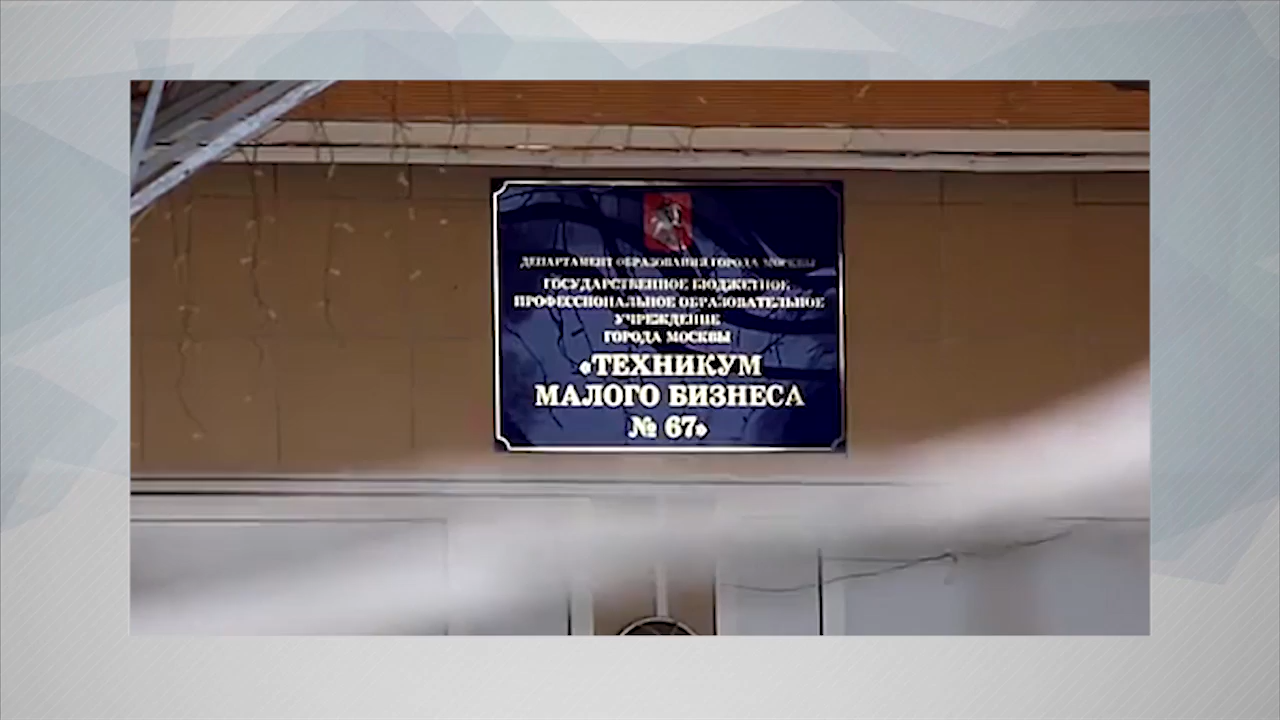 ДЕПАРТАМЕНТ ОБРАЗОВАНИЯ ГОРОДА МОСКВЫ
ГОСУДАРСТВЕННОЕ БЮДЖЕТНОЕ
ПРОФЕССИОНАЛЬНОЕ ОБРАЗОВАТЕЛЬНОЕ
УЧРЕЖДЕНИЕ
ГОРОДА МОСКВЫ
«ТЕХНИКУМ
МАЛОГО БИЗНЕСА
№ 67»